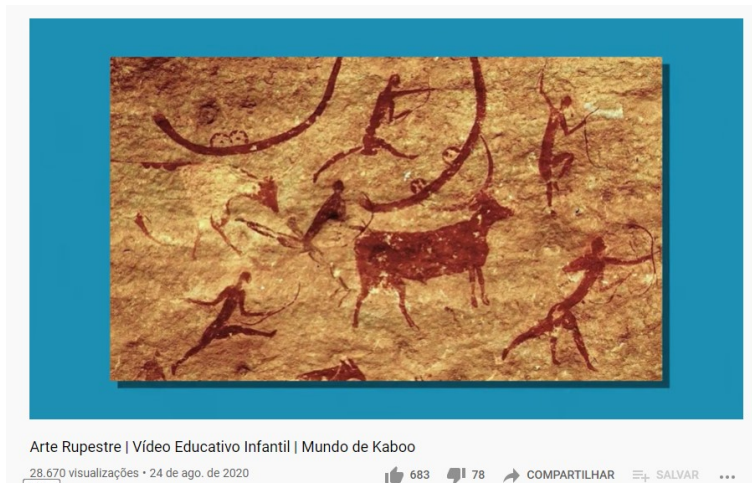 Arte Rupestre | Vídeo Educativo Infantil | Mundo de Kaboo
28.670 visualizações • 24 de ago. de 2020 683 78 COMPARTILHAR SALVAR